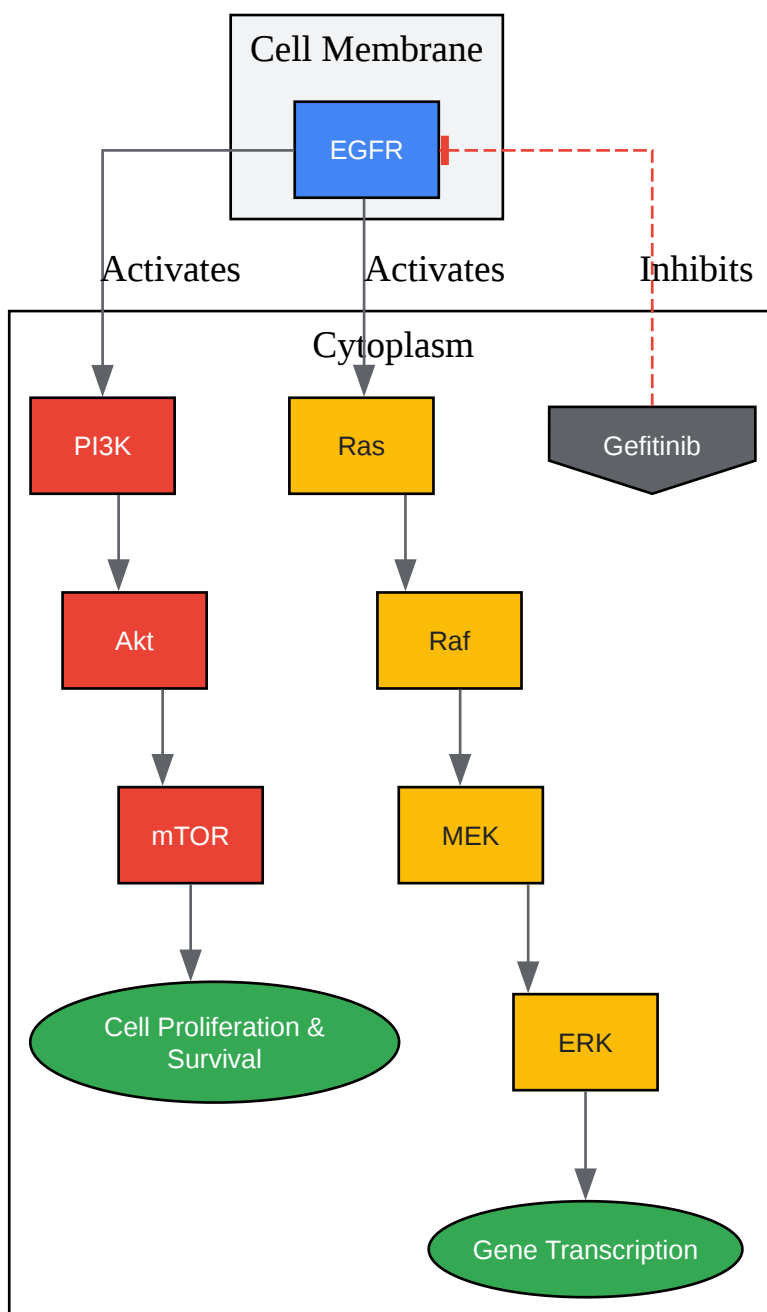 Cell Membrane
EGFR
Activates
Activates
Inhibits
Cytoplasm
PI3K
Ras
Gefitinib
Akt
Raf
mTOR
MEK
Cell Proliferation &
Survival
ERK
Gene Transcription